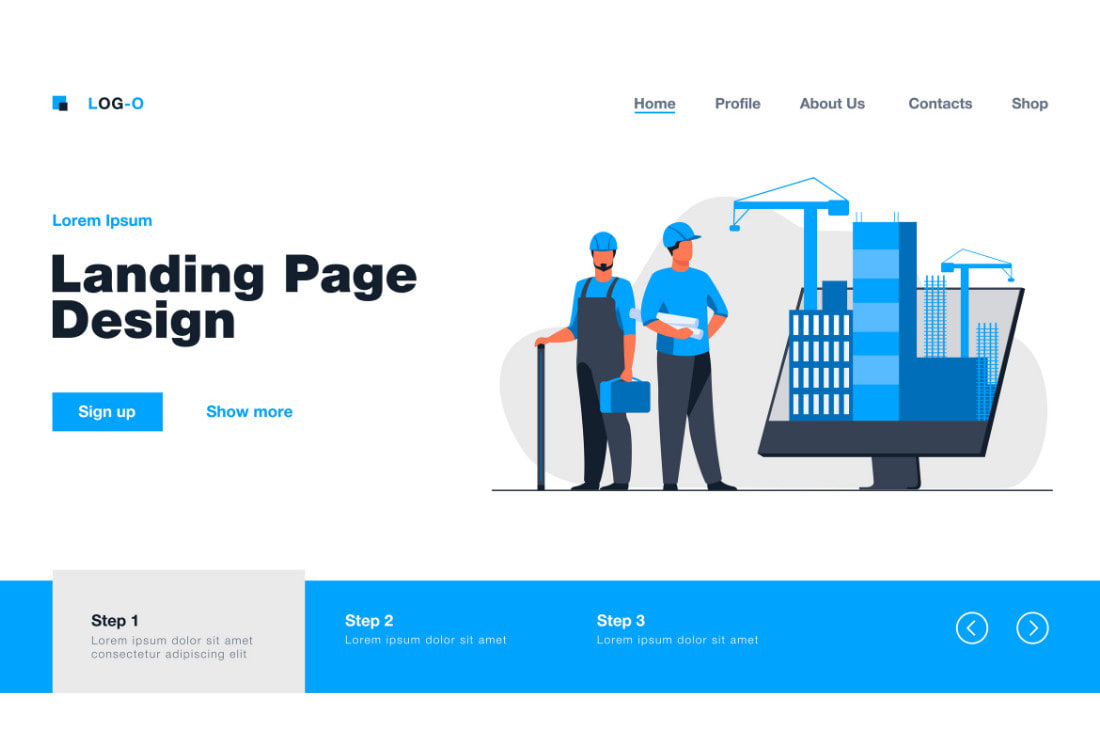 LOG-O
Home Profile About Us Contacts Shop
Lorem Ipsum
Landing Page
Design
Sign up Show more
Step 1
Lorem ipsum dolor sit amet
consectetur adipiscing elit
Step 2
Lorem ipsum dolor sit amet
Step 3
Lorem ipsum dolor sit amet